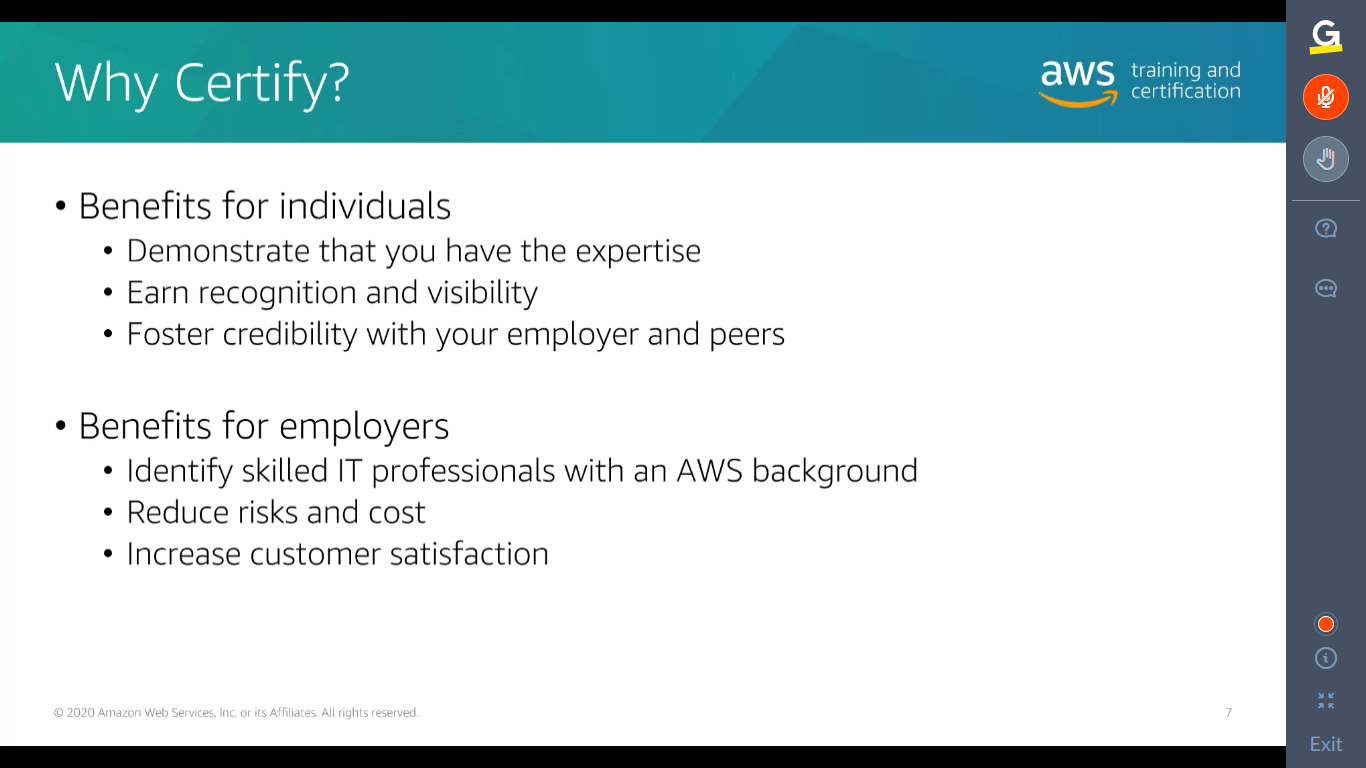 Why Certify?
aws training and
certification
• Benefits for individuals
• Demonstrate that you have the expertise
• Earn recognition and visibility
• Foster credibility with your employer and peers
• Benefits for employers
• Identify skilled IT professionals with an AWS background
• Reduce risks and cost
• Increase customer satisfaction
© 2020 Amazon Web Services, Inc. or its Affiliates. All rights reserved.
7
G
?
i
Exit